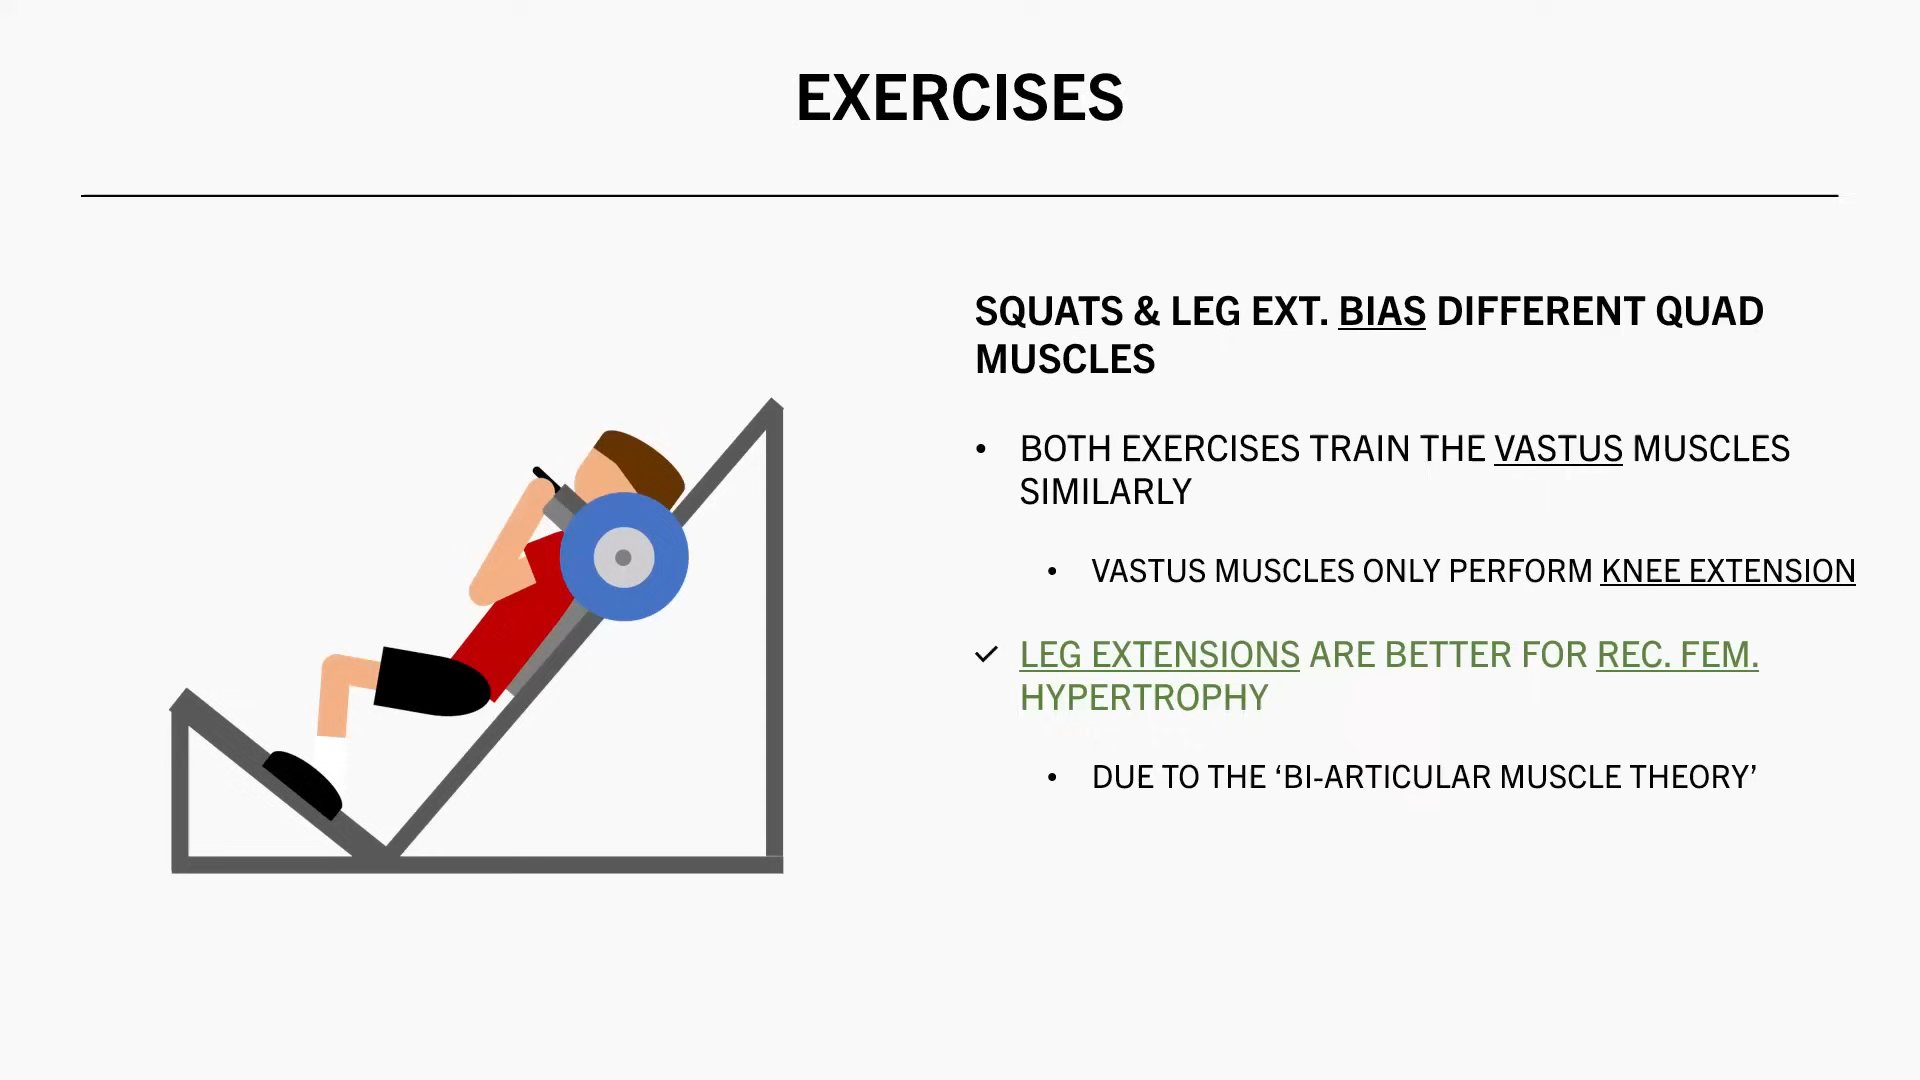 EXERCISES
SQUATS & LEG EXT. BIAS DIFFERENT QUAD
MUSCLES
• BOTH EXERCISES TRAIN THE VASTUS MUSCLES
SIMILARLY
• VASTUS MUSCLES ONLY PERFORM KNEE EXTENSION
✓ LEG EXTENSIONS ARE BETTER FOR REC. FEM.
HYPERTROPHY
• DUE TO THE ‘BI-ARTICULAR MUSCLE THEORY’